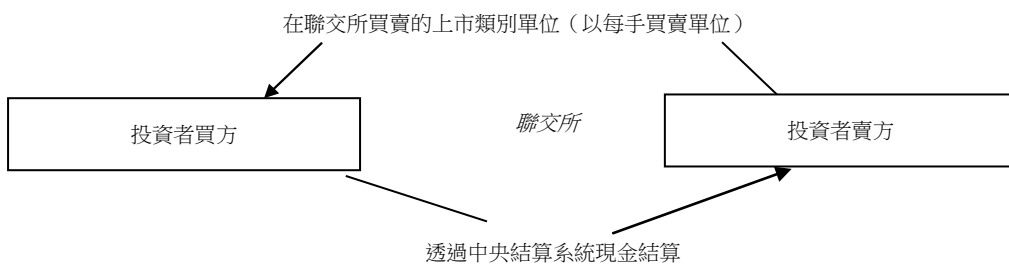 在聯交所買賣的上市類別單位（以每手買賣單位）
投資者買方
聯交所
投資者賣方
透過中央結算系統現金結算